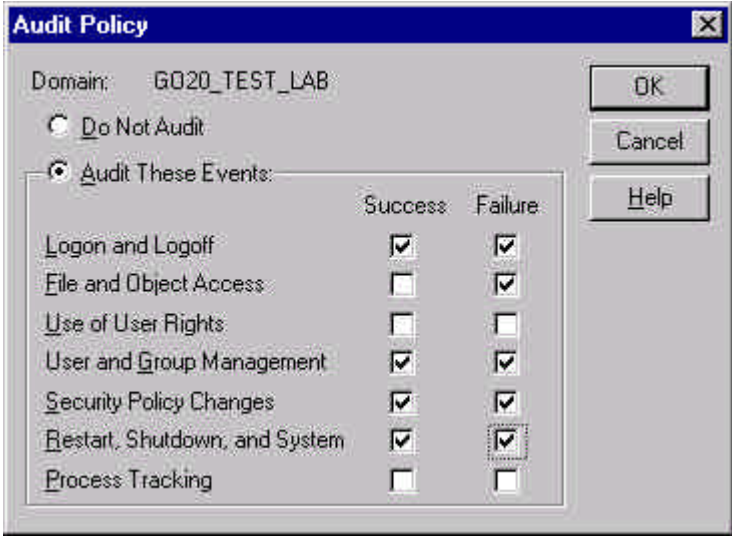 Audit Policy
Domain: GO20_TEST_LAB
Do Not Audit
Audit These Events:
Success Failure
Logon and Logoff
File and Object Access
Use of User Rights
User and Group Management
Security Policy Changes
Restart, Shutdown, and System
Process Tracking
OK
Cancel
Help